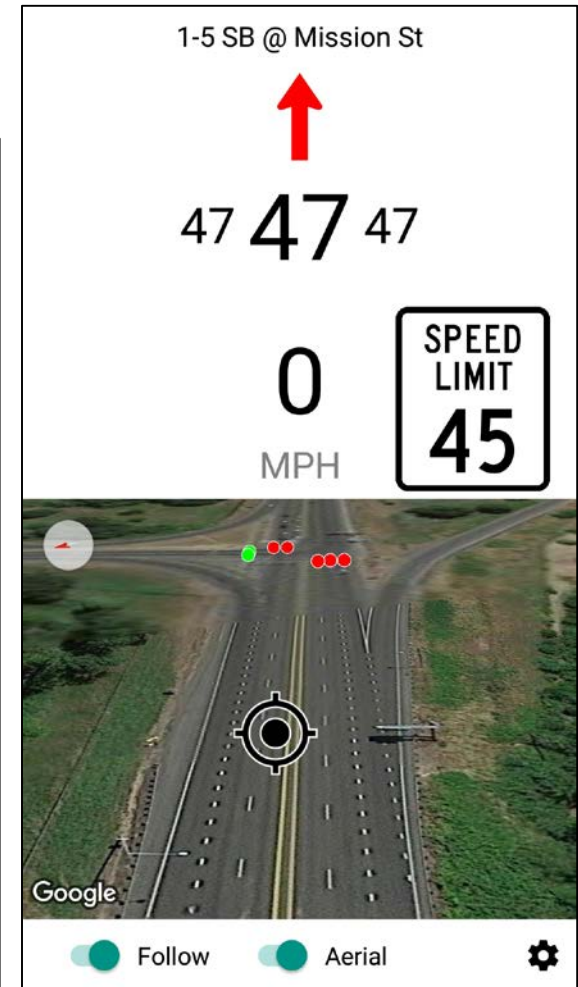 1-5 SB @ Mission St
47 47 47
0
MPH
SPEED
LIMIT
45
Google
Follow
Aerial